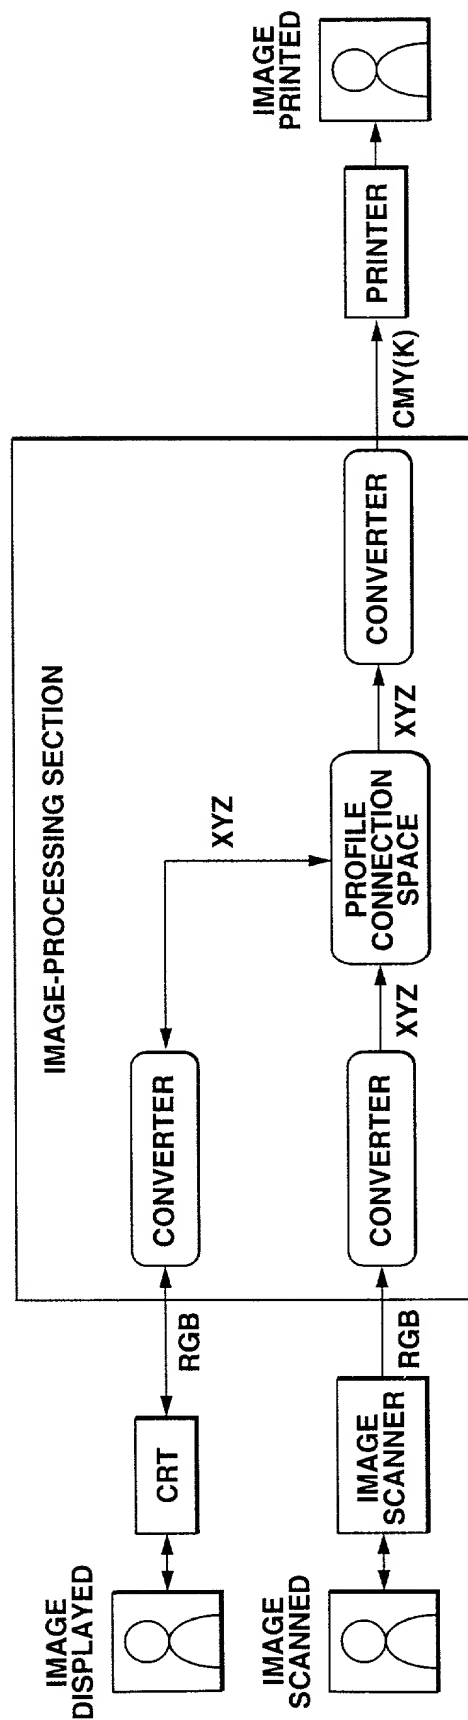 IMAGE
DISPLAYED
CRT
RGB
CONVERTER
XYZ
IMAGE-PROCESSING SECTION
IMAGE
SCANNED
IMAGE
SCANNER
RGB
CONVERTER
XYZ
PROFILE
CONNECTION
SPACE
XYZ
CONVERTER
CMY(K)
PRINTER
IMAGE
PRINTED